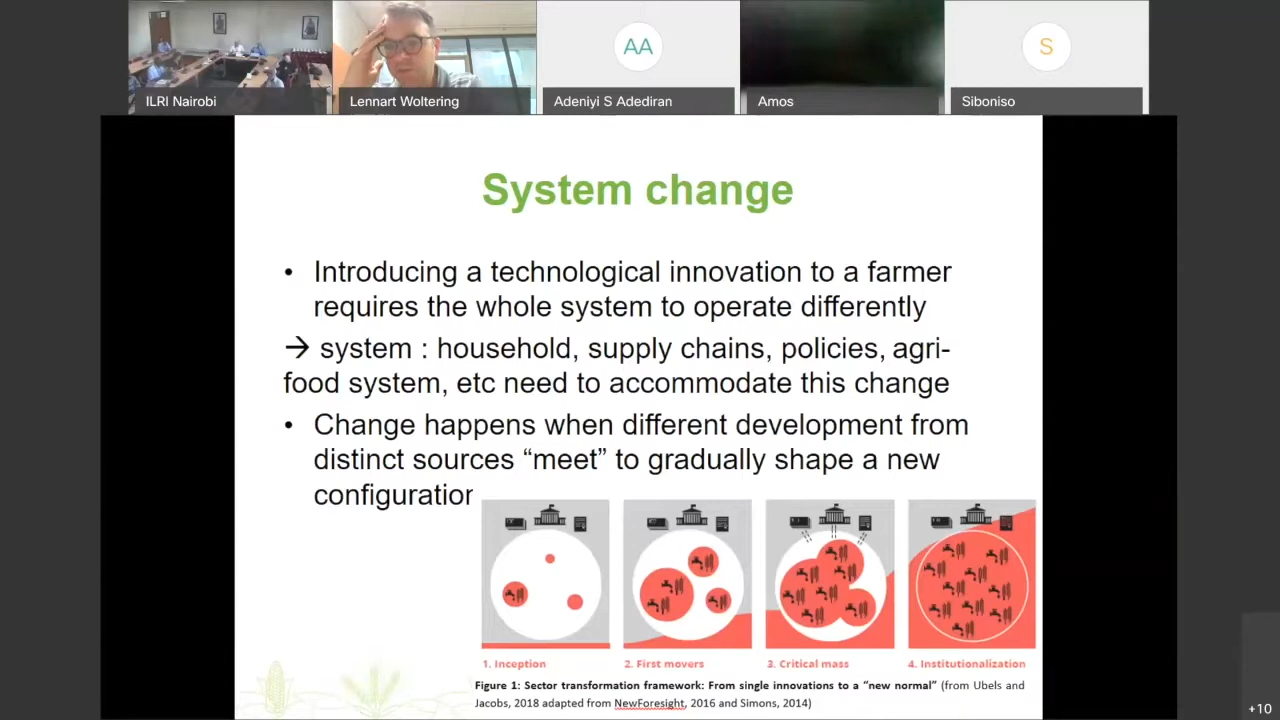 AA
S
ILRI Nairobi
Lennart Woltering
Adeniyi S Adediran
Amos
Siboniso
System change
• Introducing a technological innovation to a farmer
requires the whole system to operate differently
→ system : household, supply chains, policies, agri-
food system, etc need to accommodate this change
• Change happens when different development from
distinct sources “meet” to gradually shape a new
configuration
1. Inception
2. First movers
3. Critical mass
4. Institutionalization
Figure 1: Sector transformation framework: From single innovations to a “new normal” (from Ubels and
Jacobs, 2018 adapted from NewForesight, 2016 and Simons, 2014)
+10